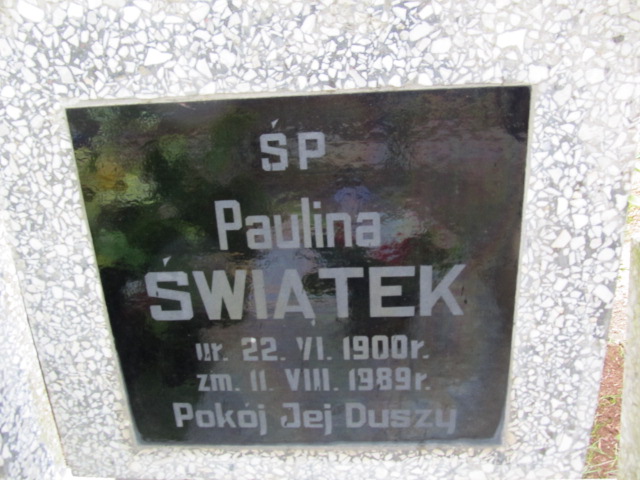 ŚP
Paulina
ŚWIĄTEK
ur. 22. VI. 1900r.
zm. 11. VIII. 1989r.
Pokój Jej Duszy